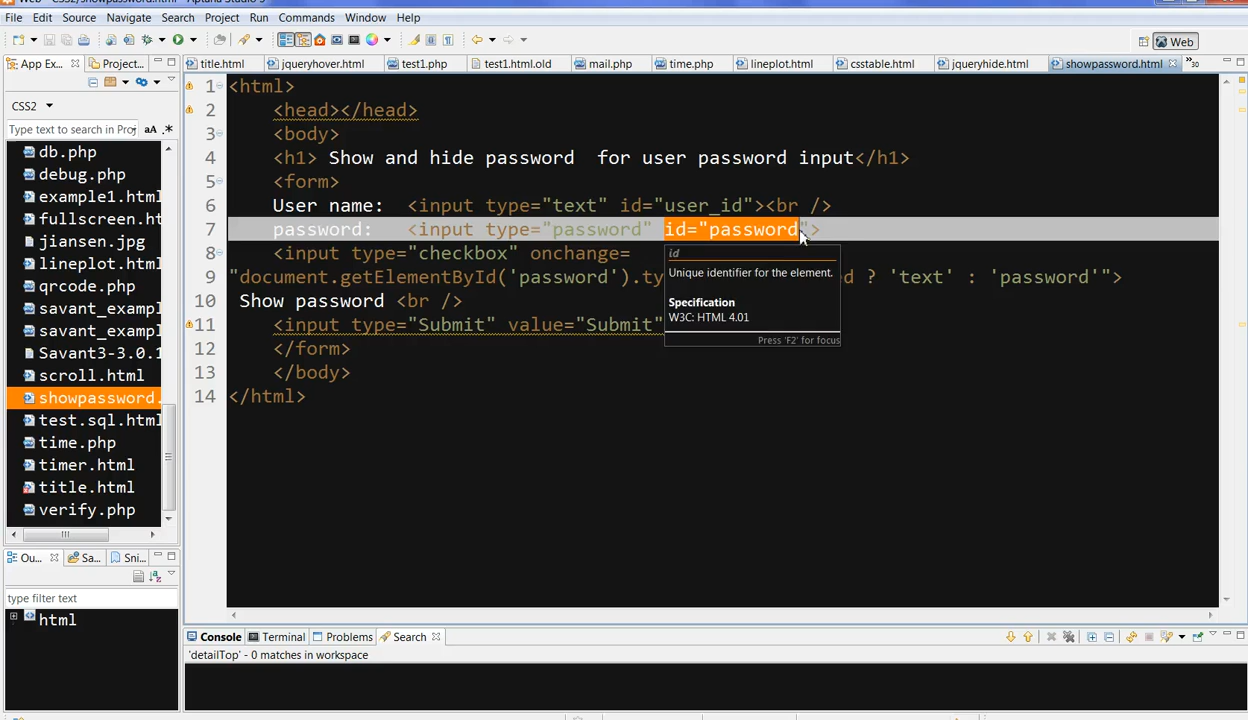 File Edit Source Navigate Search Project Run Commands Window Help
Web
App Ex... Project...
title.html jqueryhover.html test1.php test1.html.old mail.php time.php lineplot.html csstable.html jqueryhide.html showpassword.html »30
CSS2
Type text to search in Pro
aA .*
db.php
debug.php
example1.html
fullscreen.ht
jiansen.jpg
lineplot.html
qrcode.php
savant_exampl
savant_exampl
Savant3-3.0.1
scroll.html
showpassword.
test.sql.html
time.php
timer.html
title.html
verify.php
1 <html>
2 <head></head>
3 <body>
4 <h1> Show and hide password  for user password input</h1>
5 <form>
6 User name:  <input type="text" id="user_id"><br />
7 password:  <input type="password" id="password">
8 <input type="checkbox" onchange=
9 "document.getElementById('password').ty ed ? 'text' : 'password'">
10 Show password <br />
11 <input type="Submit" value="Submit"
12 </form>
13 </body>
14 </html>
id
Unique identifier for the element.
Specification
W3C: HTML 4.01
Press 'F2' for focus
Ou... Sa... Sni...
type filter text
html
Console Terminal Problems Search
'detailTop' - 0 matches in workspace